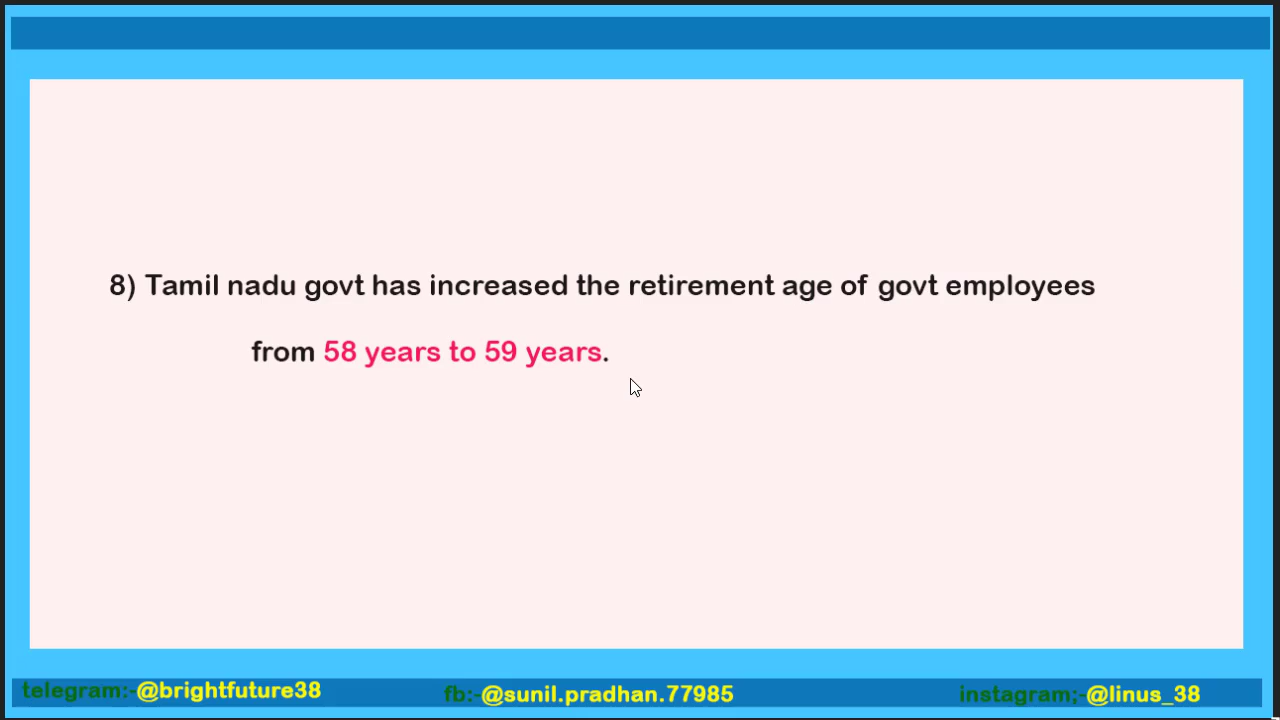 8) Tamil nadu govt has increased the retirement age of govt employees
from 58 years to 59 years.
telegram:-@brightfuture38 fb:-@sunil.pradhan.77985 instagram;-@linus_38